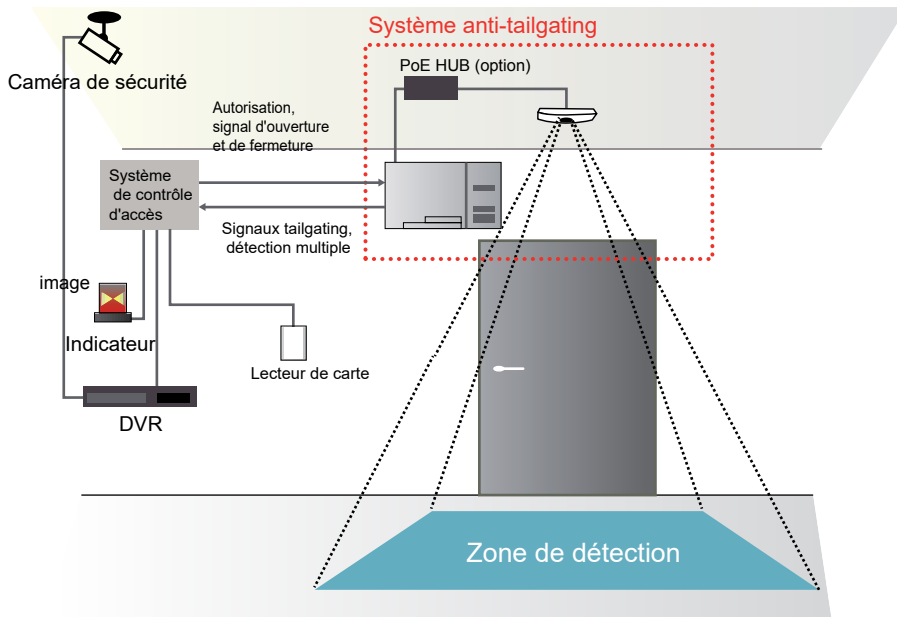 Système anti-tailgating
Caméra de sécurité
PoE HUB (option)
Autorisation,
signal d'ouverture
et de fermeture
Système
de contrôle
d'accès
Signaux tailgating,
détection multiple
image
Indicateur
Lecteur de carte
DVR
Zone de détection